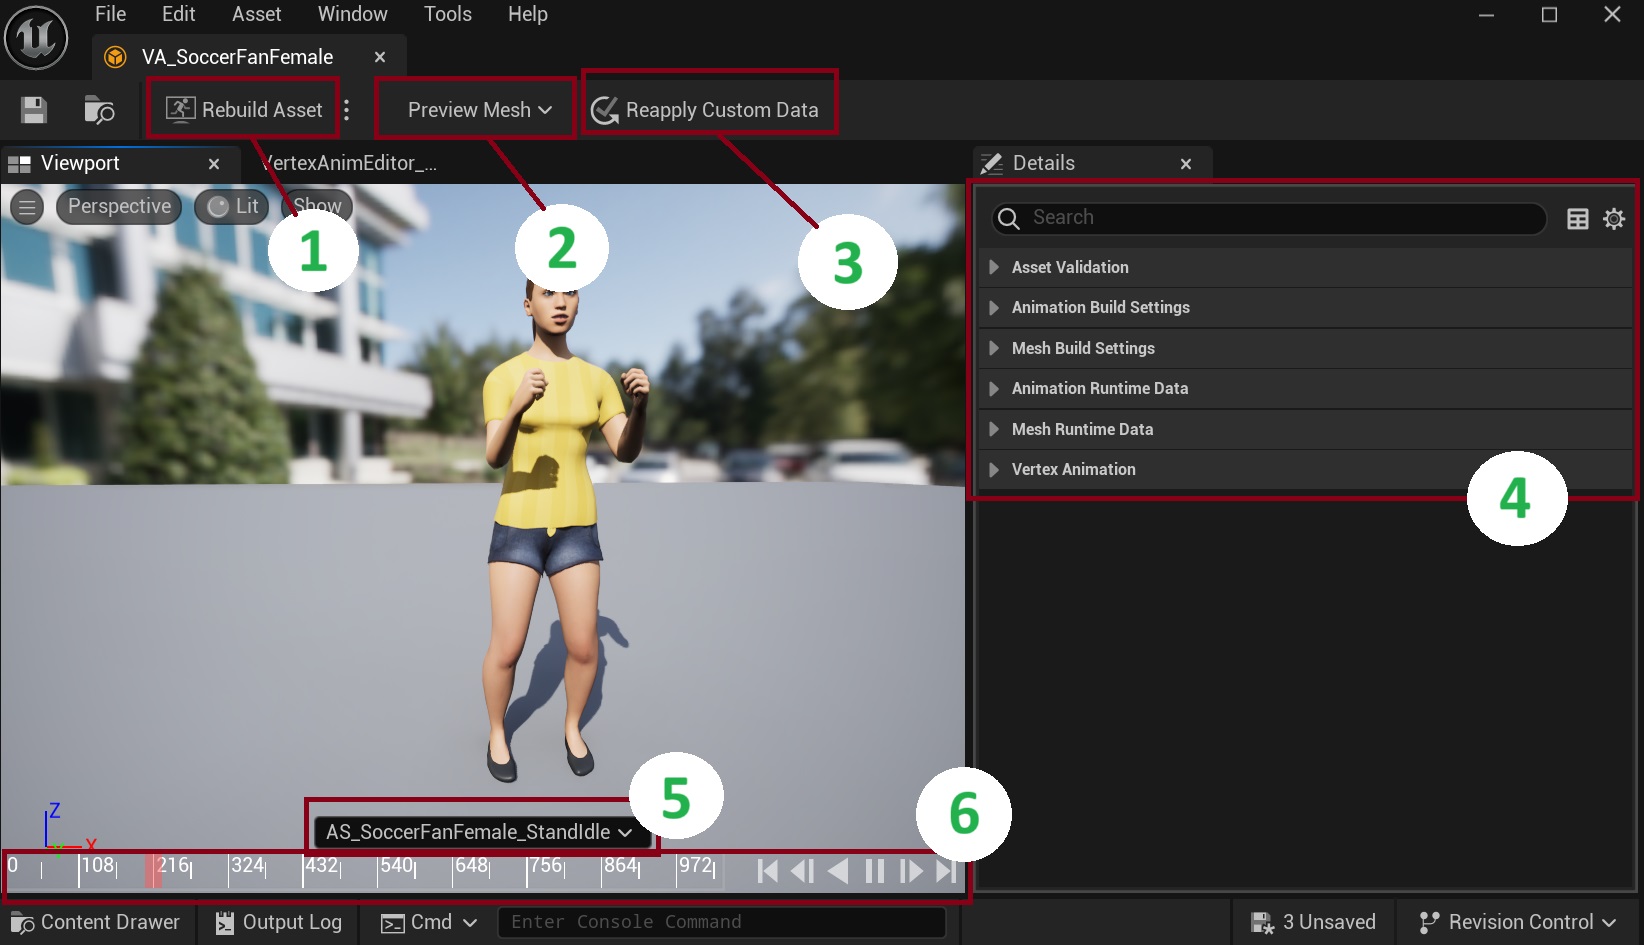 File Edit Asset Window Tools Help
VA_SoccerFanFemale
Rebuild Asset
Preview Mesh
Reapply Custom Data
Viewport
VertexAnimEditor_...
Details
Perspective
Lit
Show
Search
1
2
3
Asset Validation
Animation Build Settings
Mesh Build Settings
Animation Runtime Data
Mesh Runtime Data
Vertex Animation
4
5
6
Z
X
AS_SoccerFanFemale_StandIdle
0 108 216 324 432 540 648 756 864 972
Content Drawer
Output Log
Cmd
Enter Console Command
3 Unsaved
Revision Control